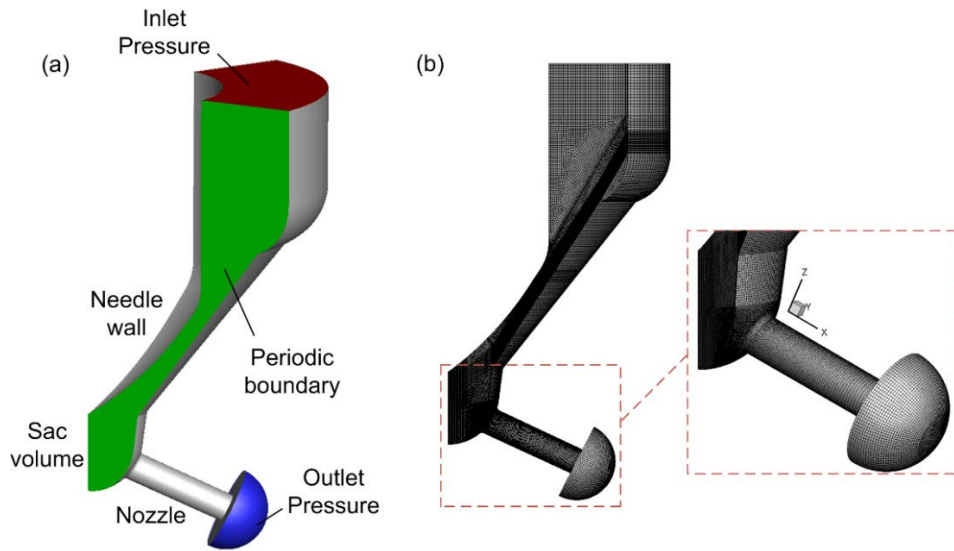 Inlet
Pressure
(a)
(b)
Needle
wall
Periodic
boundary
Sac
volume
Nozzle
Outlet
Pressure
Z
Y
X